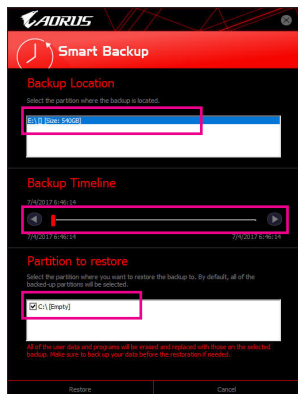 AORUS
Smart Backup
Backup Location
Select the partition where the backup is located.
E:\ [] [Size: 540GB]
Backup Timeline
7/4/2017 6:46:14
7/4/2017 6:46:14 7/4/2017 6:46:14
Partition to restore
Select the partition where you want to restore the backup to. By default, all of the
backed-up partitions will be selected.
C:\ [Empty]
All of the user data and programs will be erased and replaced with those on the selected
backup. Make sure to back up your data before the restoration if needed.
Restore Cancel